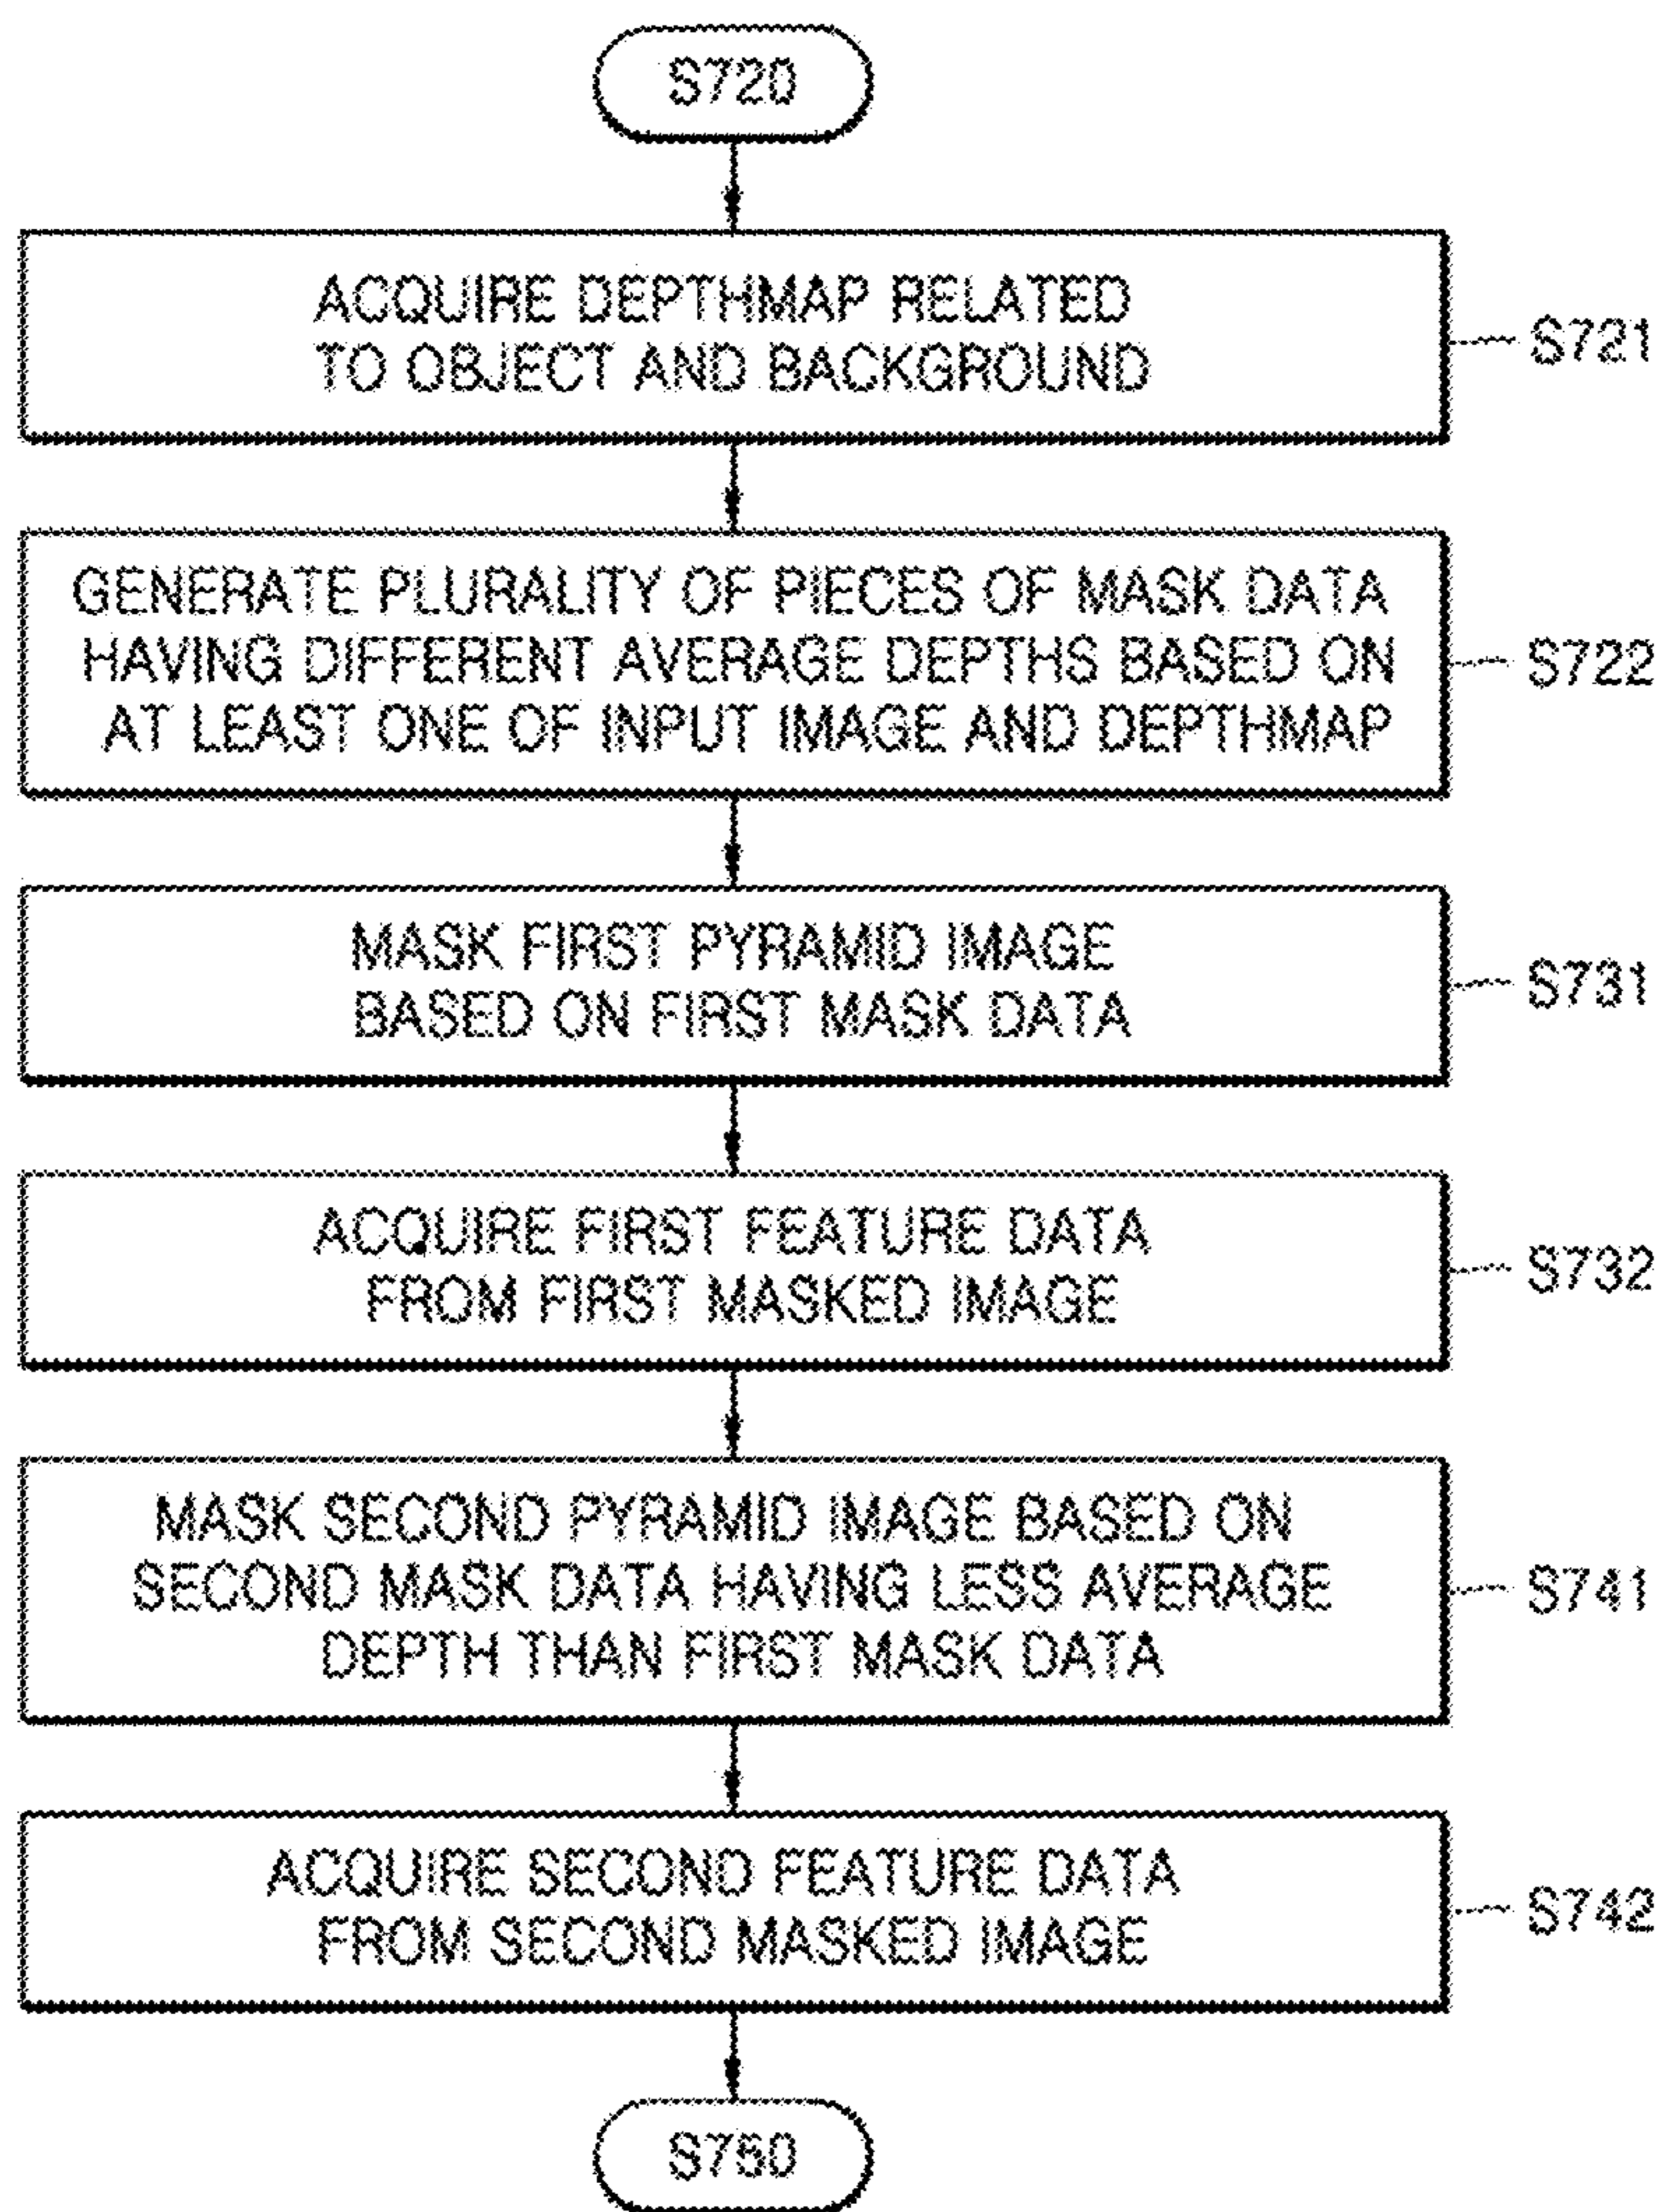 S720
ACQUIRE DEPTHMAP RELATED
TO OBJECT AND BACKGROUND
S721
GENERATE PLURALITY OF PIECES OF MASK DATA
HAVING DIFFERENT AVERAGE DEPTHS BASED ON
AT LEAST ONE OF INPUT IMAGE AND DEPTHMAP
S722
MASK FIRST PYRAMID IMAGE
BASED ON FIRST MASK DATA
S731
ACQUIRE FIRST FEATURE DATA
FROM FIRST MASKED IMAGE
S732
MASK SECOND PYRAMID IMAGE BASED ON
SECOND MASK DATA HAVING LESS AVERAGE
DEPTH THAN FIRST MASK DATA
S741
ACQUIRE SECOND FEATURE DATA
FROM SECOND MASKED IMAGE
S742